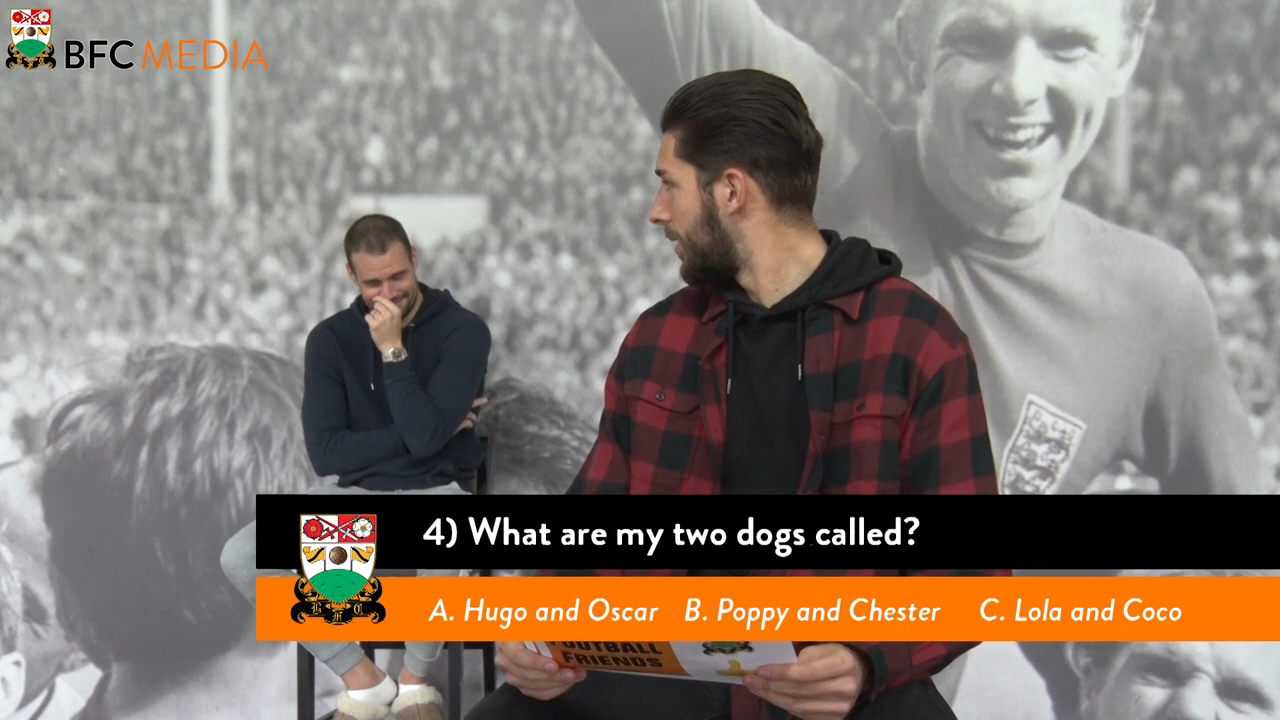 BFC MEDIA
4) What are my two dogs called?
A. Hugo and Oscar B. Poppy and Chester C. Lola and Coco
B F C
FOOTBALL
FRIENDS